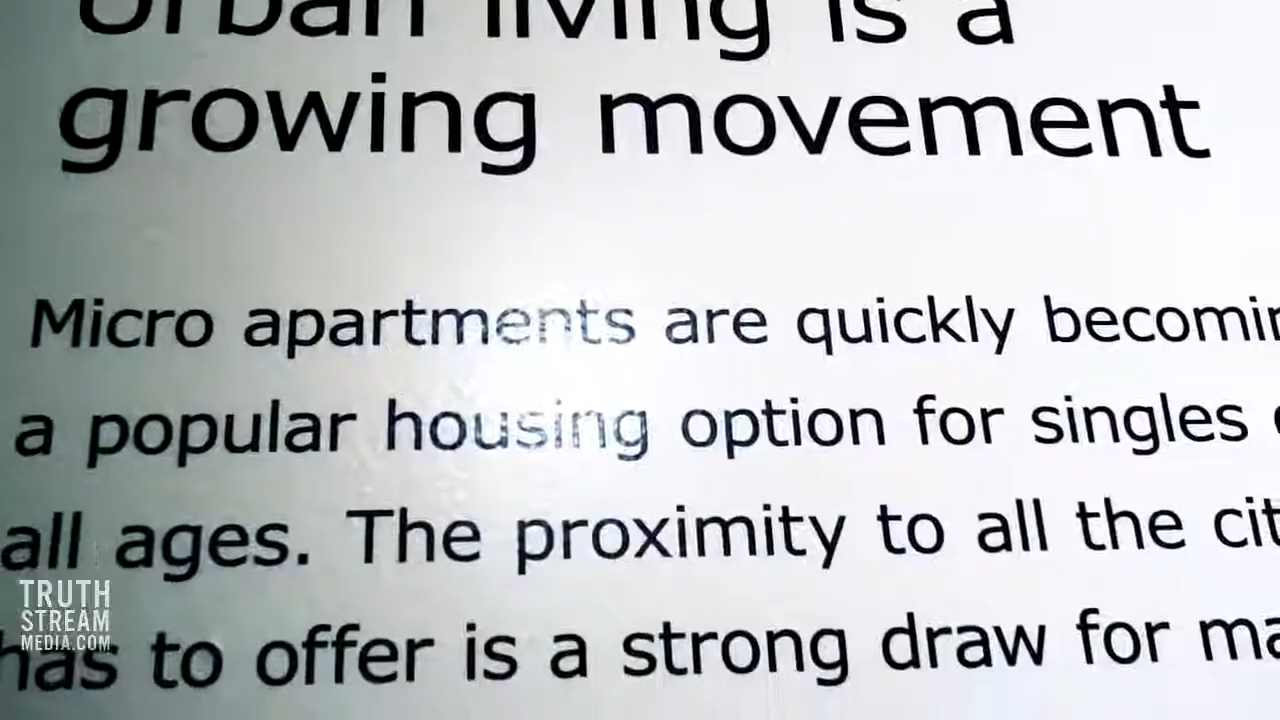 Urban living is a
growing movement
Micro apartments are quickly becomin
a popular housing option for singles
all ages. The proximity to all the cit
has to offer is a strong draw for ma
TRUTH
STREAM
MEDIA.COM